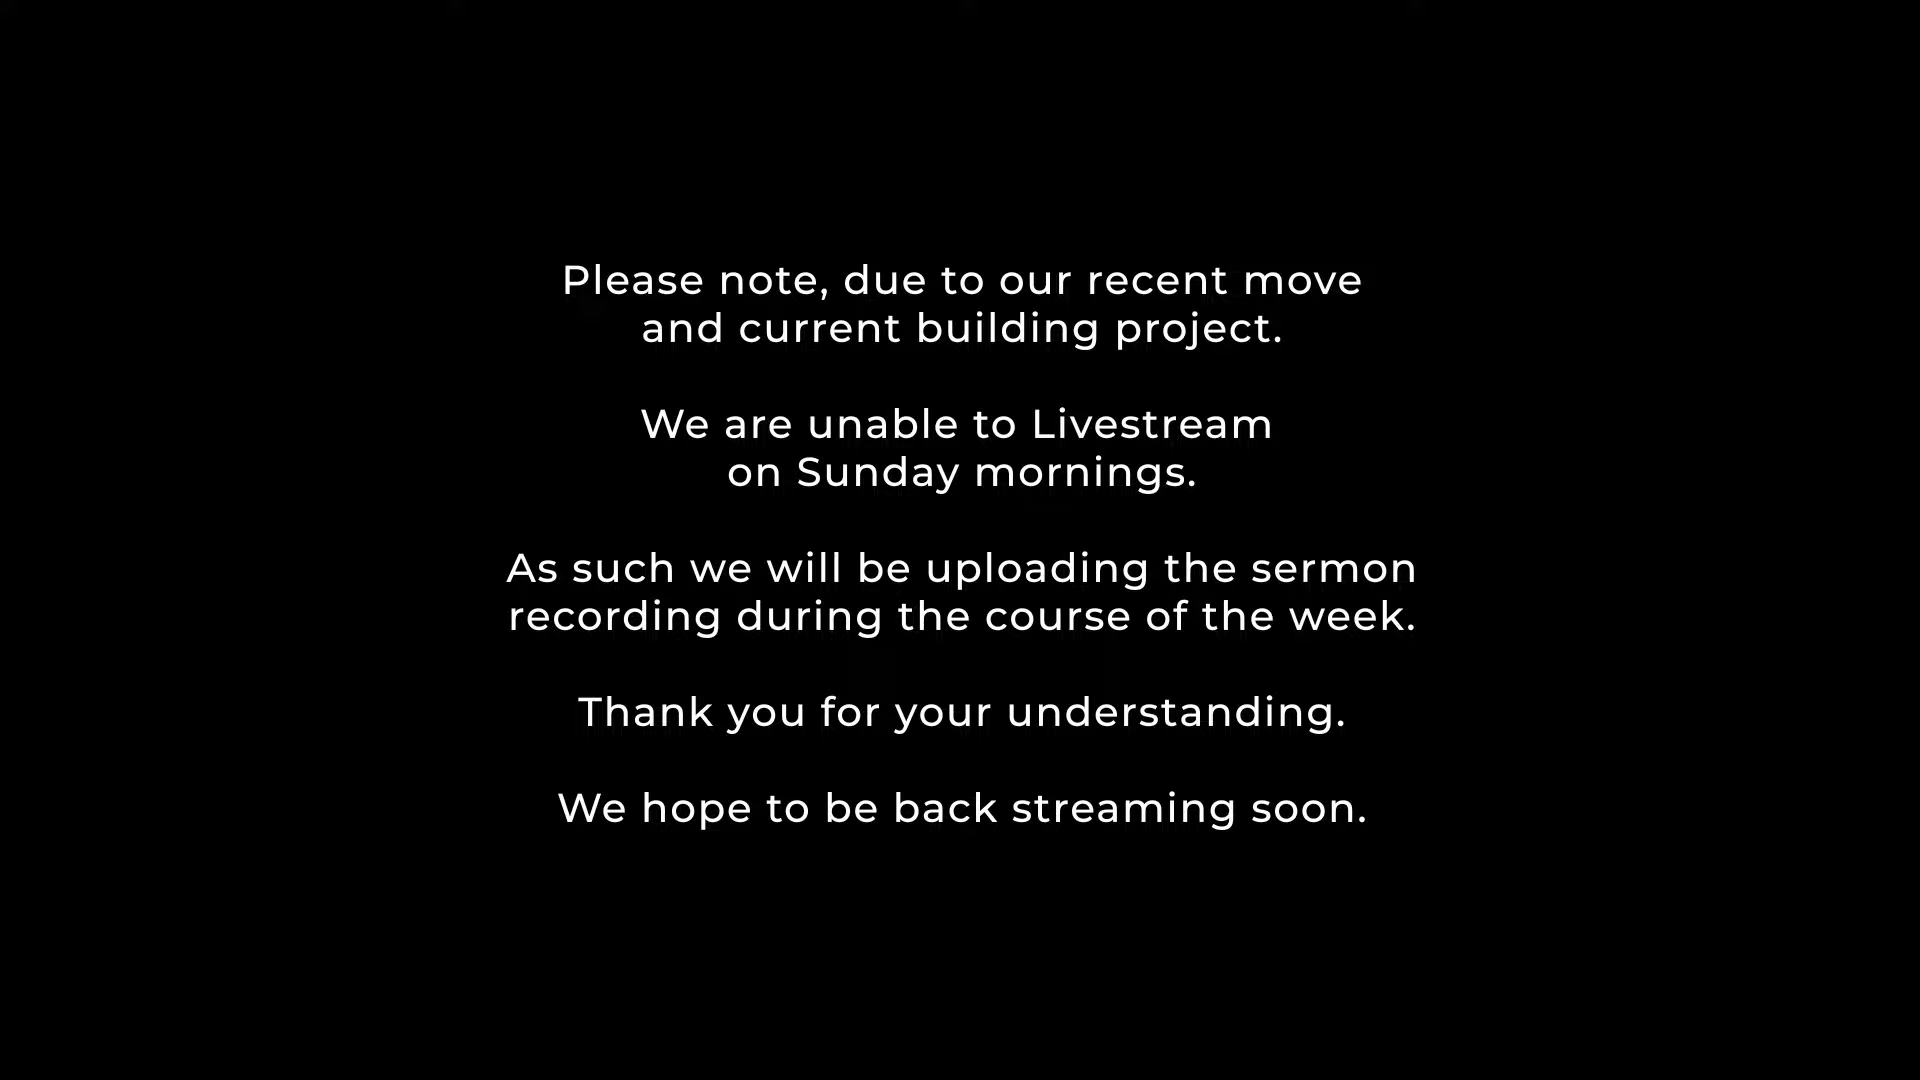 Please note, due to our recent move
and current building project.
We are unable to Livestream
on Sunday mornings.
As such we will be uploading the sermon
recording during the course of the week.
Thank you for your understanding.
We hope to be back streaming soon.